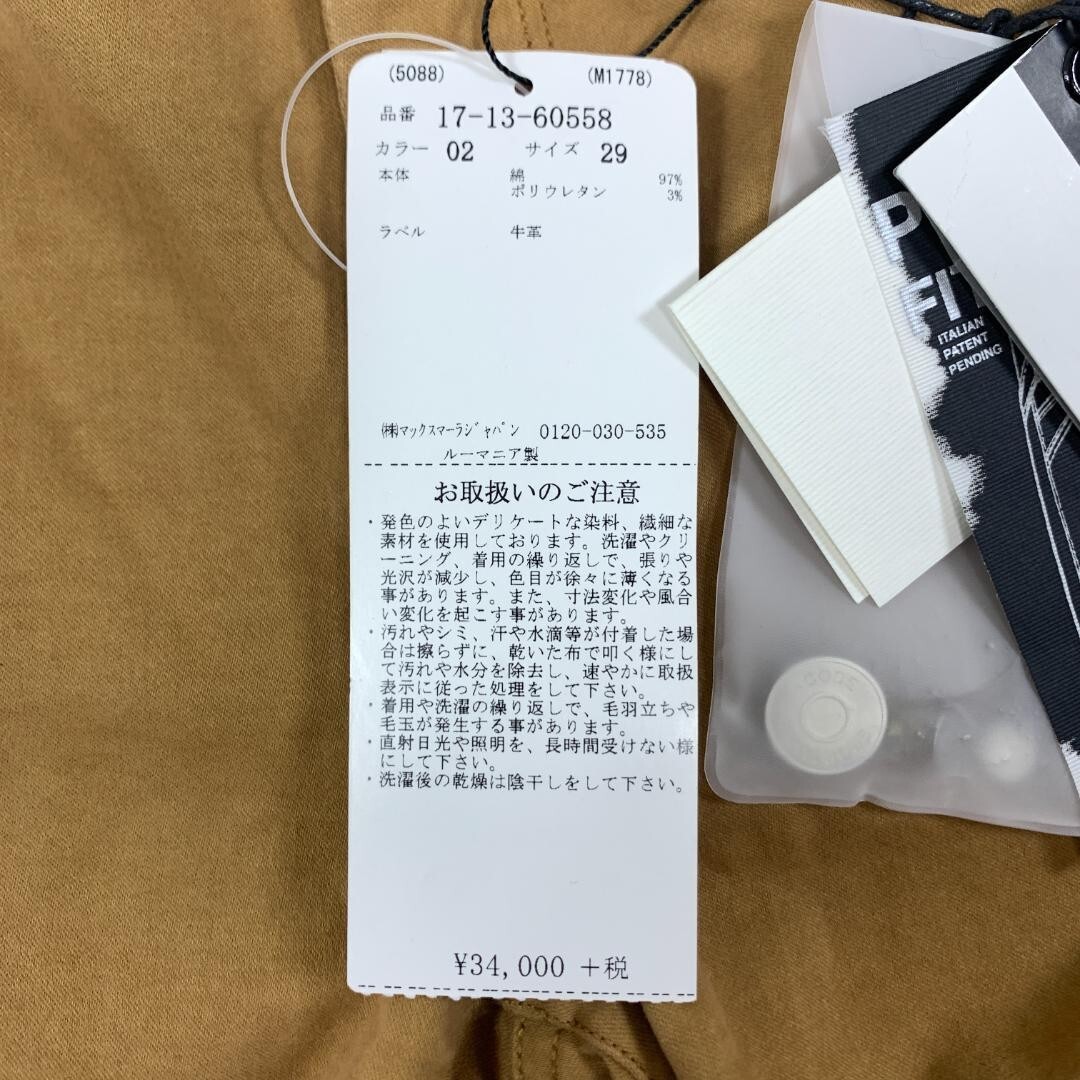 (5088) (M1778)
品番 17-13-60558
カラー 02 サイズ 29
本体 綿 97%
ポリウレタン 3%
ラベル 牛革
㈱マックスマーラジャパン 0120-030-535
ルーマニア製
お取扱いのご注意
・発色のよいデリケートな染料、繊細な
素材を使用しております。洗濯やクリ
ーニング、着用の繰り返しで、張りや
光沢が減少し、色目が徐々に薄くなる
事があります。また、寸法変化や風合
い変化を起こす事があります。
・汚れやシミ、汗や水滴等が付着した場
合は擦らずに、乾いた布で叩く様にし
て汚れや水分を除去し、速やかに取扱
表示に従った処理をして下さい。
・着用や洗濯の繰り返しで、毛羽立ちや
毛玉が発生する事があります。
・直射日光や照明を、長時間受けない様
にして下さい。
・洗濯後の乾燥は陰干しをして下さい。
¥34,000 +税
FIT
ITALIAN
PATENT
PENDING
CODE